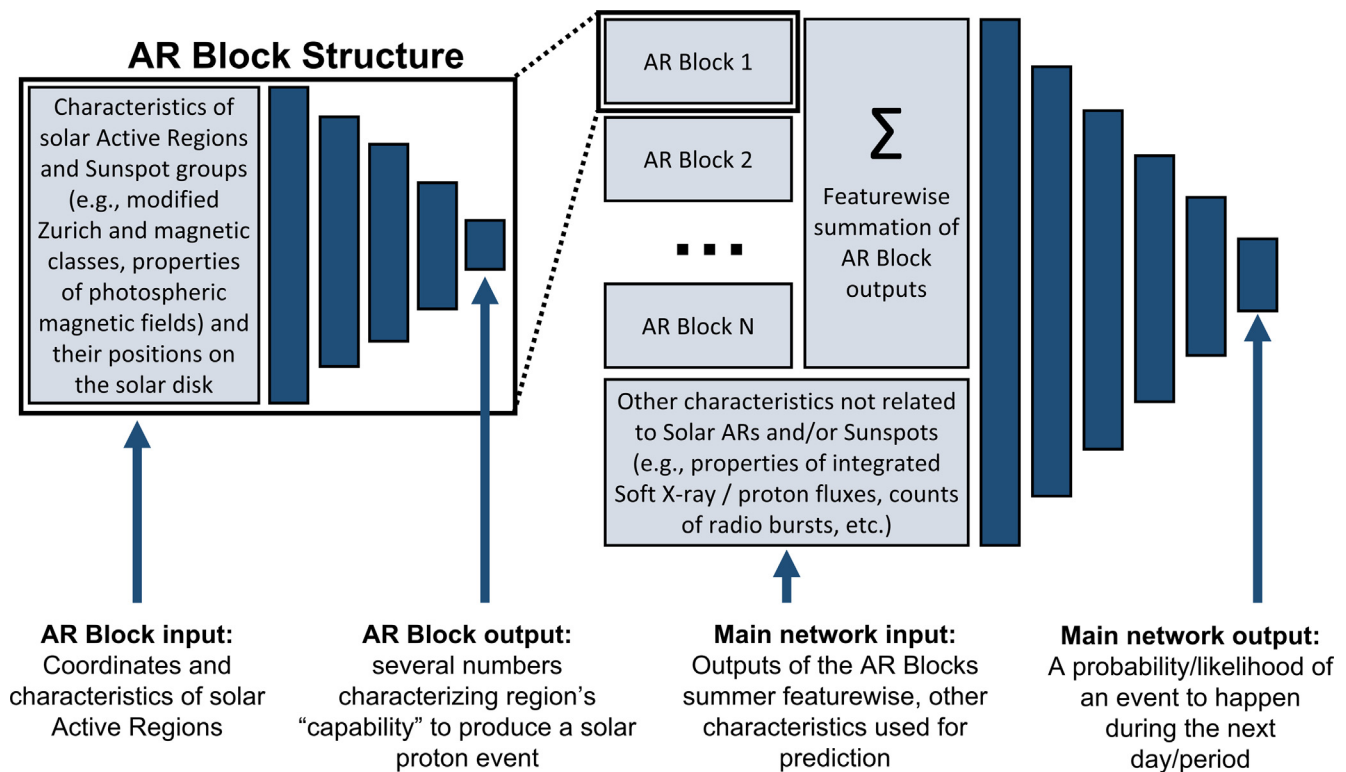 AR Block Structure
Characteristics of
solar Active Regions
and Sunspot groups
(e.g., modified
Zurich and magnetic
classes, properties
of photospheric
magnetic fields) and
their positions on
the solar disk
AR Block 1
AR Block 2
...
AR Block N
Σ
Featurewise
summation of
AR Block
outputs
Other characteristics not related
to Solar ARs and/or Sunspots
(e.g., properties of integrated
Soft X-ray / proton fluxes, counts
of radio bursts, etc.)
AR Block input:
Coordinates and
characteristics of solar
Active Regions
AR Block output:
several numbers
characterizing region’s
“capability” to produce a solar
proton event
Main network input:
Outputs of the AR Blocks
summer featurewise, other
characteristics used for
prediction
Main network output:
A probability/likelihood of
an event to happen
during the next
day/period